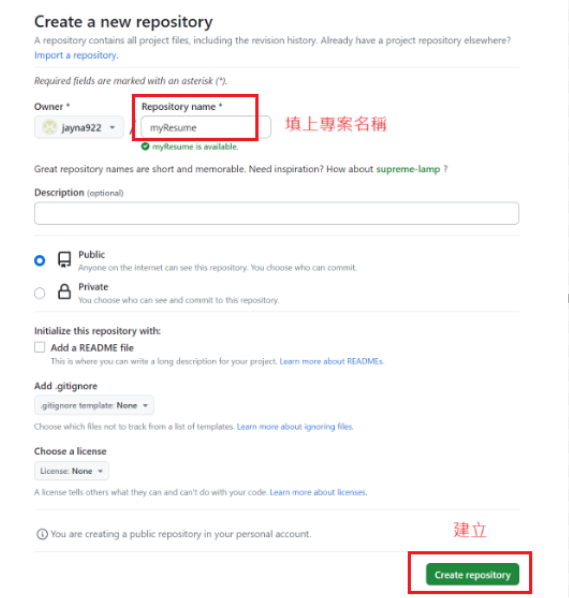 Create a new repository
A repository contains all project files, including the revision history. Already have a project repository elsewhere?
Import a repository.
Required fields are marked with an asterisk (*).
Owner * Repository name *
jayna922 / myResume 填上專案名稱
myResume is available.
Great repository names are short and memorable. Need inspiration? How about supreme-lamp ?
Description (optional)
Public
Anyone on the internet can see this repository. You choose who can commit.
Private
You choose who can see and commit to this repository.
Initialize this repository with:
Add a README file
This is where you can write a long description for your project. Learn more about READMEs.
Add .gitignore
.gitignore template: None
Choose which files not to track from a list of templates. Learn more about ignoring files.
Choose a license
License: None
A license tells others what they can and can't do with your code. Learn more about licenses.
You are creating a public repository in your personal account.
建立
Create repository